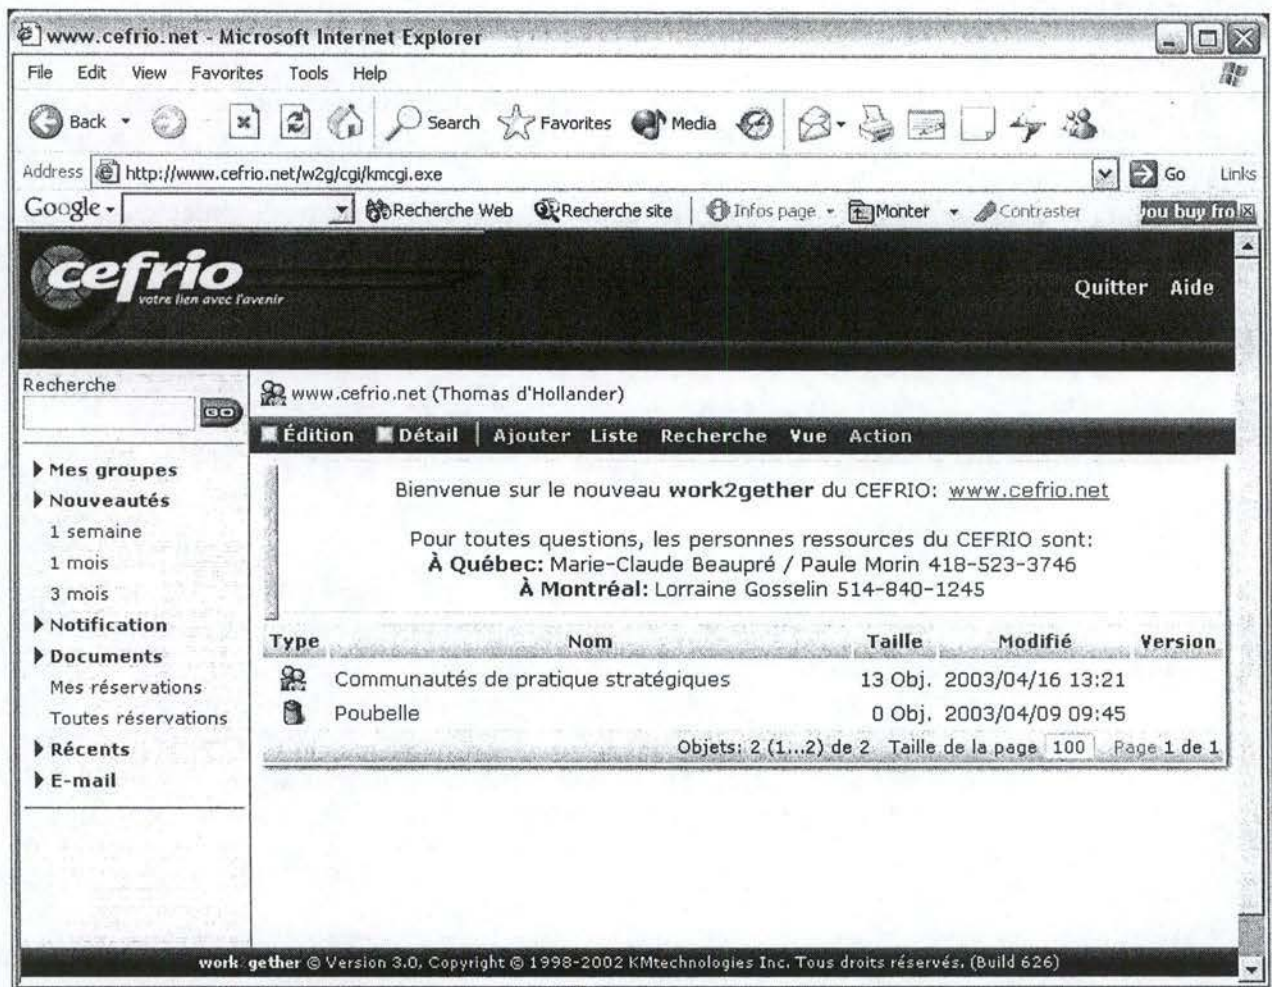 www.cefrio.net - Microsoft Internet Explorer
File Edit View Favorites Tools Help
Back Search Favorites Media
Address http://www.cefrio.net/w2g/cgi/kmcgi.exe Go Links
Google Recherche Web Recherche site Infos page Monter Contraster you buy fro
cefrio
votre lien avec l'avenir
Quitter Aide
Recherche
GO
www.cefrio.net (Thomas d'Hollander)
Édition Détail | Ajouter Liste Recherche Vue Action
Mes groupes
Nouveautés
1 semaine
1 mois
3 mois
Notification
Documents
Mes réservations
Toutes réservations
Récents
E-mail
Bienvenue sur le nouveau work2gether du CEFRIO: www.cefrio.net
Pour toutes questions, les personnes ressources du CEFRIO sont:
À Québec: Marie-Claude Beaupré / Paule Morin 418-523-3746
À Montréal: Lorraine Gosselin 514-840-1245
Type Nom Taille Modifié Version
Communautés de pratique stratégiques 13 Obj. 2003/04/16 13:21
Poubelle 0 Obj. 2003/04/09 09:45
Objets: 2 (1...2) de 2 Taille de la page 100 Page 1 de 1
work2gether © Version 3.0, Copyright © 1998-2002 KMtechnologies Inc. Tous droits réservés. (Build 626)